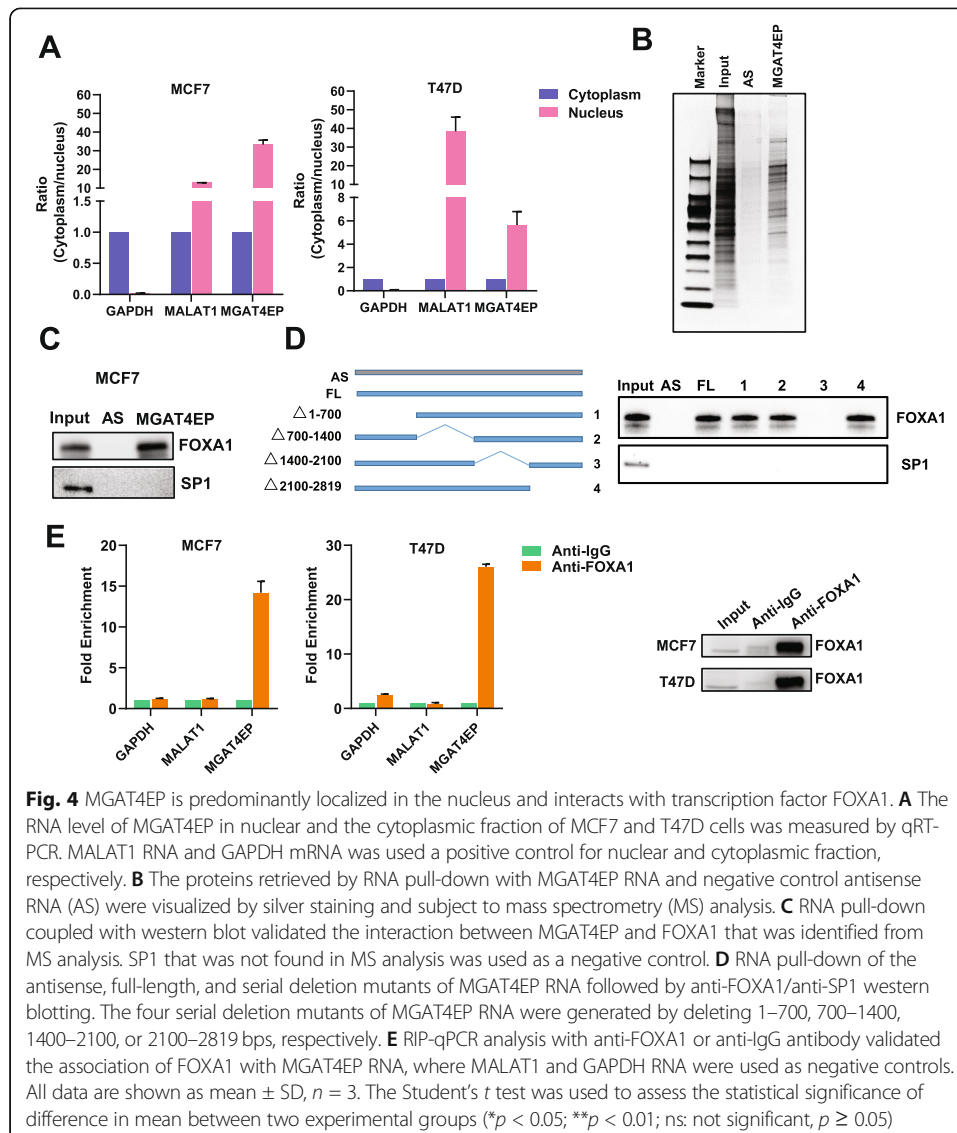 A
MCF7
T47D
Cytoplasm
Nucleus
Ratio
(Cytoplasm/nucleus)
60
50
40
30
20
10
1.5
1.0
0.5
0.0
GAPDH MALAT1 MGAT4EP
Ratio
(Cytoplasm/nucleus)
60
50
40
30
20
10
8
6
4
2
0
GAPDH MALAT1 MGAT4EP
B
Marker
Input
AS
MGAT4EP
C
MCF7
Input AS MGAT4EP
FOXA1
SP1
D
AS
FL
△1-700 1
△700-1400 2
△1400-2100 3
△2100-2819 4
Input AS FL 1 2 3 4
FOXA1
SP1
E
MCF7
Fold Enrichment
20
15
10
5
0
GAPDH
MALAT1
MGAT4EP
T47D
Fold Enrichment
30
20
10
0
GAPDH
MALAT1
MGAT4EP
Anti-IgG
Anti-FOXA1
Input
Anti-IgG
Anti-FOXA1
MCF7 FOXA1
T47D FOXA1
Fig. 4 MGAT4EP is predominantly localized in the nucleus and interacts with transcription factor FOXA1. A The
RNA level of MGAT4EP in nuclear and the cytoplasmic fraction of MCF7 and T47D cells was measured by qRT-
PCR. MALAT1 RNA and GAPDH mRNA was used a positive control for nuclear and cytoplasmic fraction,
respectively. B The proteins retrieved by RNA pull-down with MGAT4EP RNA and negative control antisense
RNA (AS) were visualized by silver staining and subject to mass spectrometry (MS) analysis. C RNA pull-down
coupled with western blot validated the interaction between MGAT4EP and FOXA1 that was identified from
MS analysis. SP1 that was not found in MS analysis was used as a negative control. D RNA pull-down of the
antisense, full-length, and serial deletion mutants of MGAT4EP RNA followed by anti-FOXA1/anti-SP1 western
blotting. The four serial deletion mutants of MGAT4EP RNA were generated by deleting 1–700, 700–1400,
1400–2100, or 2100–2819 bps, respectively. E RIP-qPCR analysis with anti-FOXA1 or anti-IgG antibody validated
the association of FOXA1 with MGAT4EP RNA, where MALAT1 and GAPDH RNA were used as negative controls.
All data are shown as mean ± SD, n = 3. The Student's t test was used to assess the statistical significance of
difference in mean between two experimental groups (*p < 0.05; **p < 0.01; ns: not significant, p ≥ 0.05)